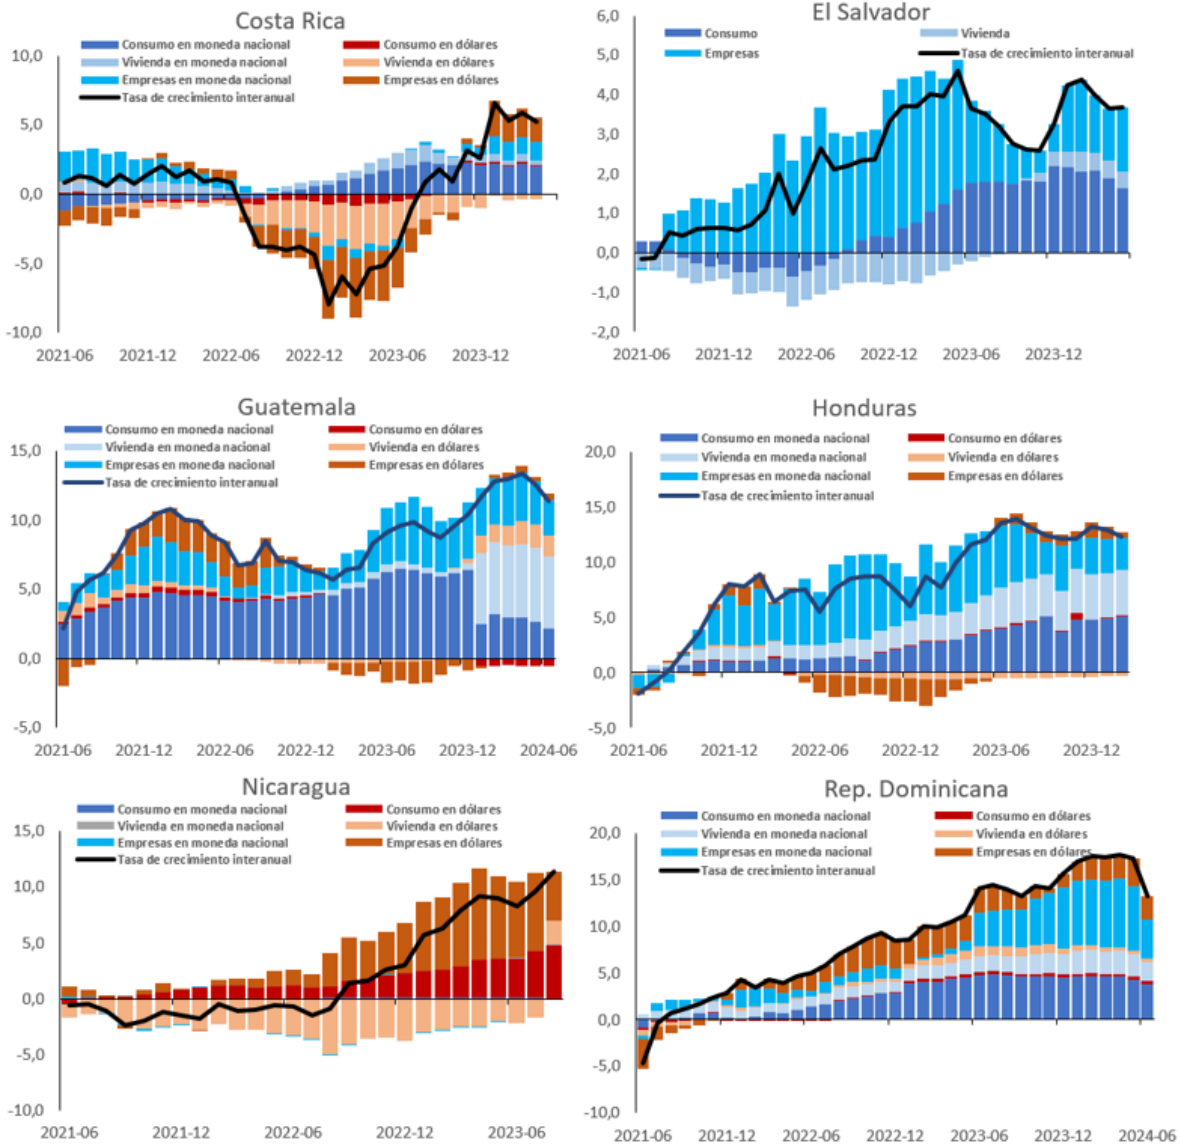 Costa Rica
Consumo en moneda nacional Consumo en dólares
Vivienda en moneda nacional Vivienda en dólares
Empresas en moneda nacional Empresas en dólares
Tasa de crecimiento interanual
10,0
5,0
0,0
-5,0
-10,0
2021-06 2021-12 2022-06 2022-12 2023-06 2023-12
El Salvador
Consumo Vivienda
Empresas Tasa de crecimiento interanual
6,0
5,0
4,0
3,0
2,0
1,0
0,0
-1,0
-2,0
2021-06 2021-12 2022-06 2022-12 2023-06 2023-12
Guatemala
Consumo en moneda nacional Consumo en dólares
Vivienda en moneda nacional Vivienda en dólares
Empresas en moneda nacional Empresas en dólares
Tasa de crecimiento interanual
15,0
10,0
5,0
0,0
-5,0
2021-06 2021-12 2022-06 2022-12 2023-06 2023-12 2024-06
Honduras
Consumo en moneda nacional Consumo en dólares
Vivienda en moneda nacional Vivienda en dólares
Empresas en moneda nacional Empresas en dólares
Tasa de crecimiento interanual
20,0
15,0
10,0
5,0
0,0
-5,0
2021-06 2021-12 2022-06 2022-12 2023-06 2023-12
Nicaragua
Consumo en moneda nacional Consumo en dólares
Vivienda en moneda nacional Vivienda en dólares
Empresas en moneda nacional Empresas en dólares
Tasa de crecimiento interanual
15,0
10,0
5,0
0,0
-5,0
-10,0
2021-06 2021-12 2022-06 2022-12 2023-06
Rep. Dominicana
Consumo en moneda nacional Consumo en dólares
Vivienda en moneda nacional Vivienda en dólares
Empresas en moneda nacional Empresas en dólares
Tasa de crecimiento interanual
20,0
15,0
10,0
5,0
0,0
-5,0
-10,0
2021-06 2021-12 2022-06 2022-12 2023-06 2023-12 2024-06